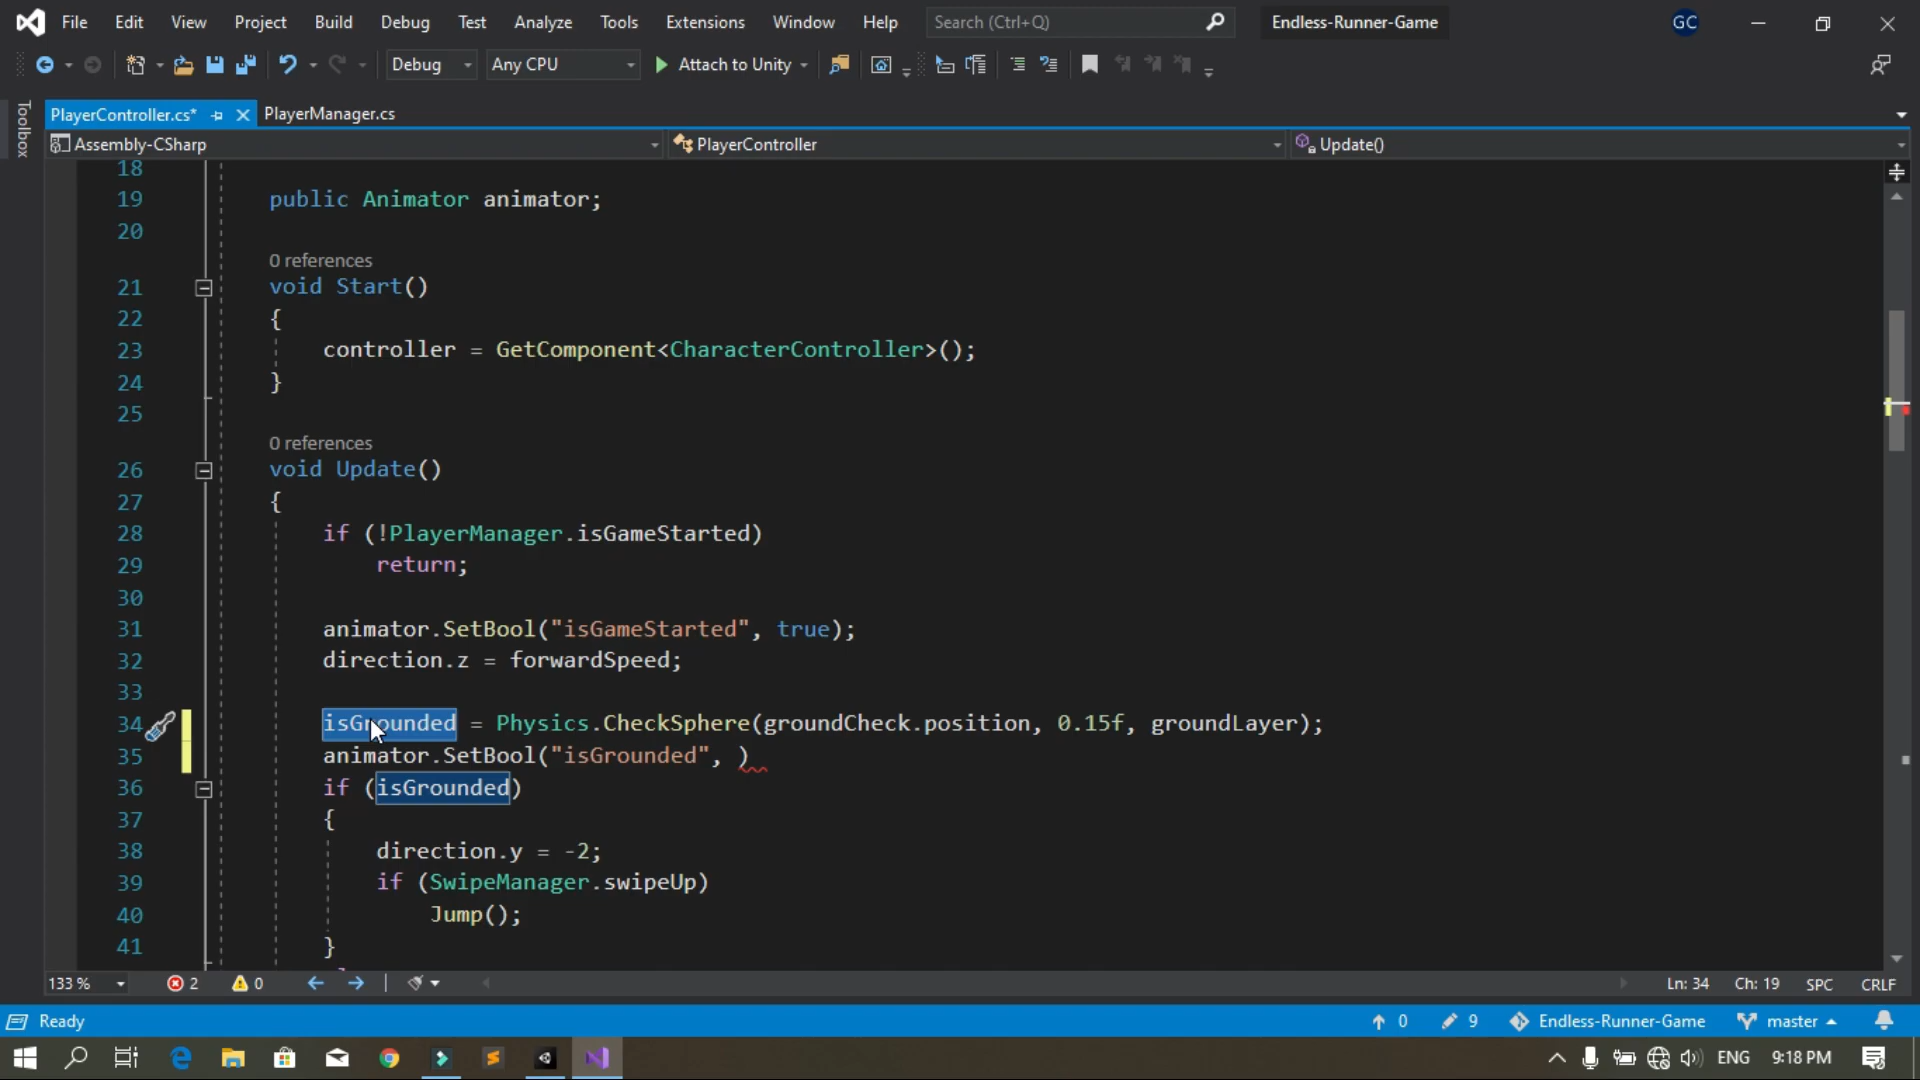 File Edit View Project Build Debug Test Analyze Tools Extensions Window Help Search (Ctrl+Q) Endless-Runner-Game GC
Debug Any CPU Attach to Unity
Toolbox
PlayerController.cs* PlayerManager.cs
Assembly-CSharp PlayerController Update()
18
19 public Animator animator;
20
0 references
21 void Start()
22 {
23 controller = GetComponent<CharacterController>();
24 }
25
0 references
26 void Update()
27 {
28 if (!PlayerManager.isGameStarted)
29 return;
30
31 animator.SetBool("isGameStarted", true);
32 direction.z = forwardSpeed;
33
34 isGrounded = Physics.CheckSphere(groundCheck.position, 0.15f, groundLayer);
35 animator.SetBool("isGrounded", )
36 if (isGrounded)
37 {
38 direction.y = -2;
39 if (SwipeManager.swipeUp)
40 Jump();
41 }
133 % 2 0 Ln: 34 Ch: 19 SPC CRLF
Ready 0 9 Endless-Runner-Game master
ENG 9:18 PM